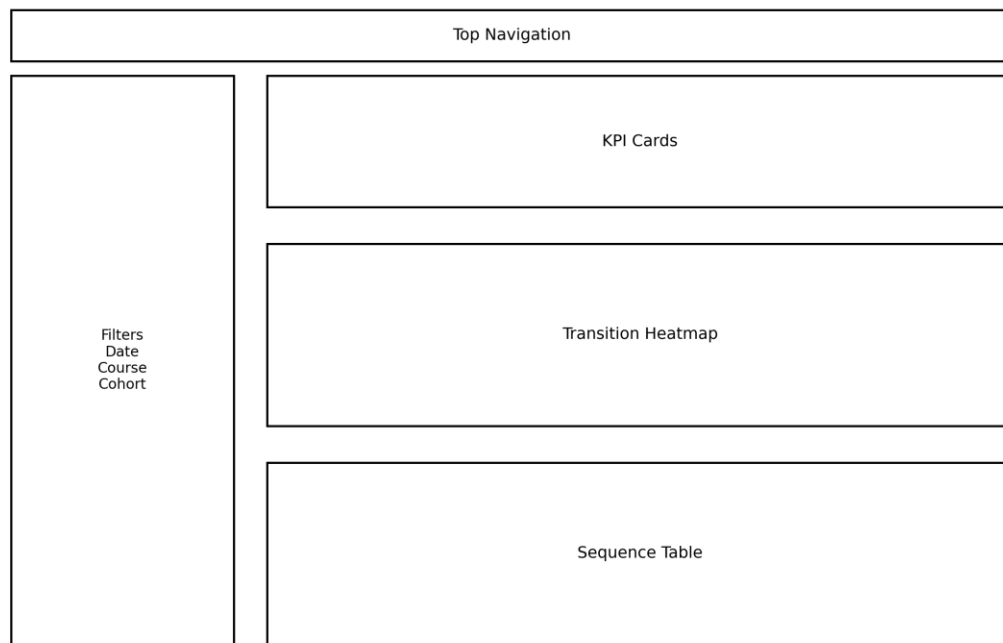 Top Navigation
KPI Cards
Filters
Date
Course
Cohort
Transition Heatmap
Sequence Table